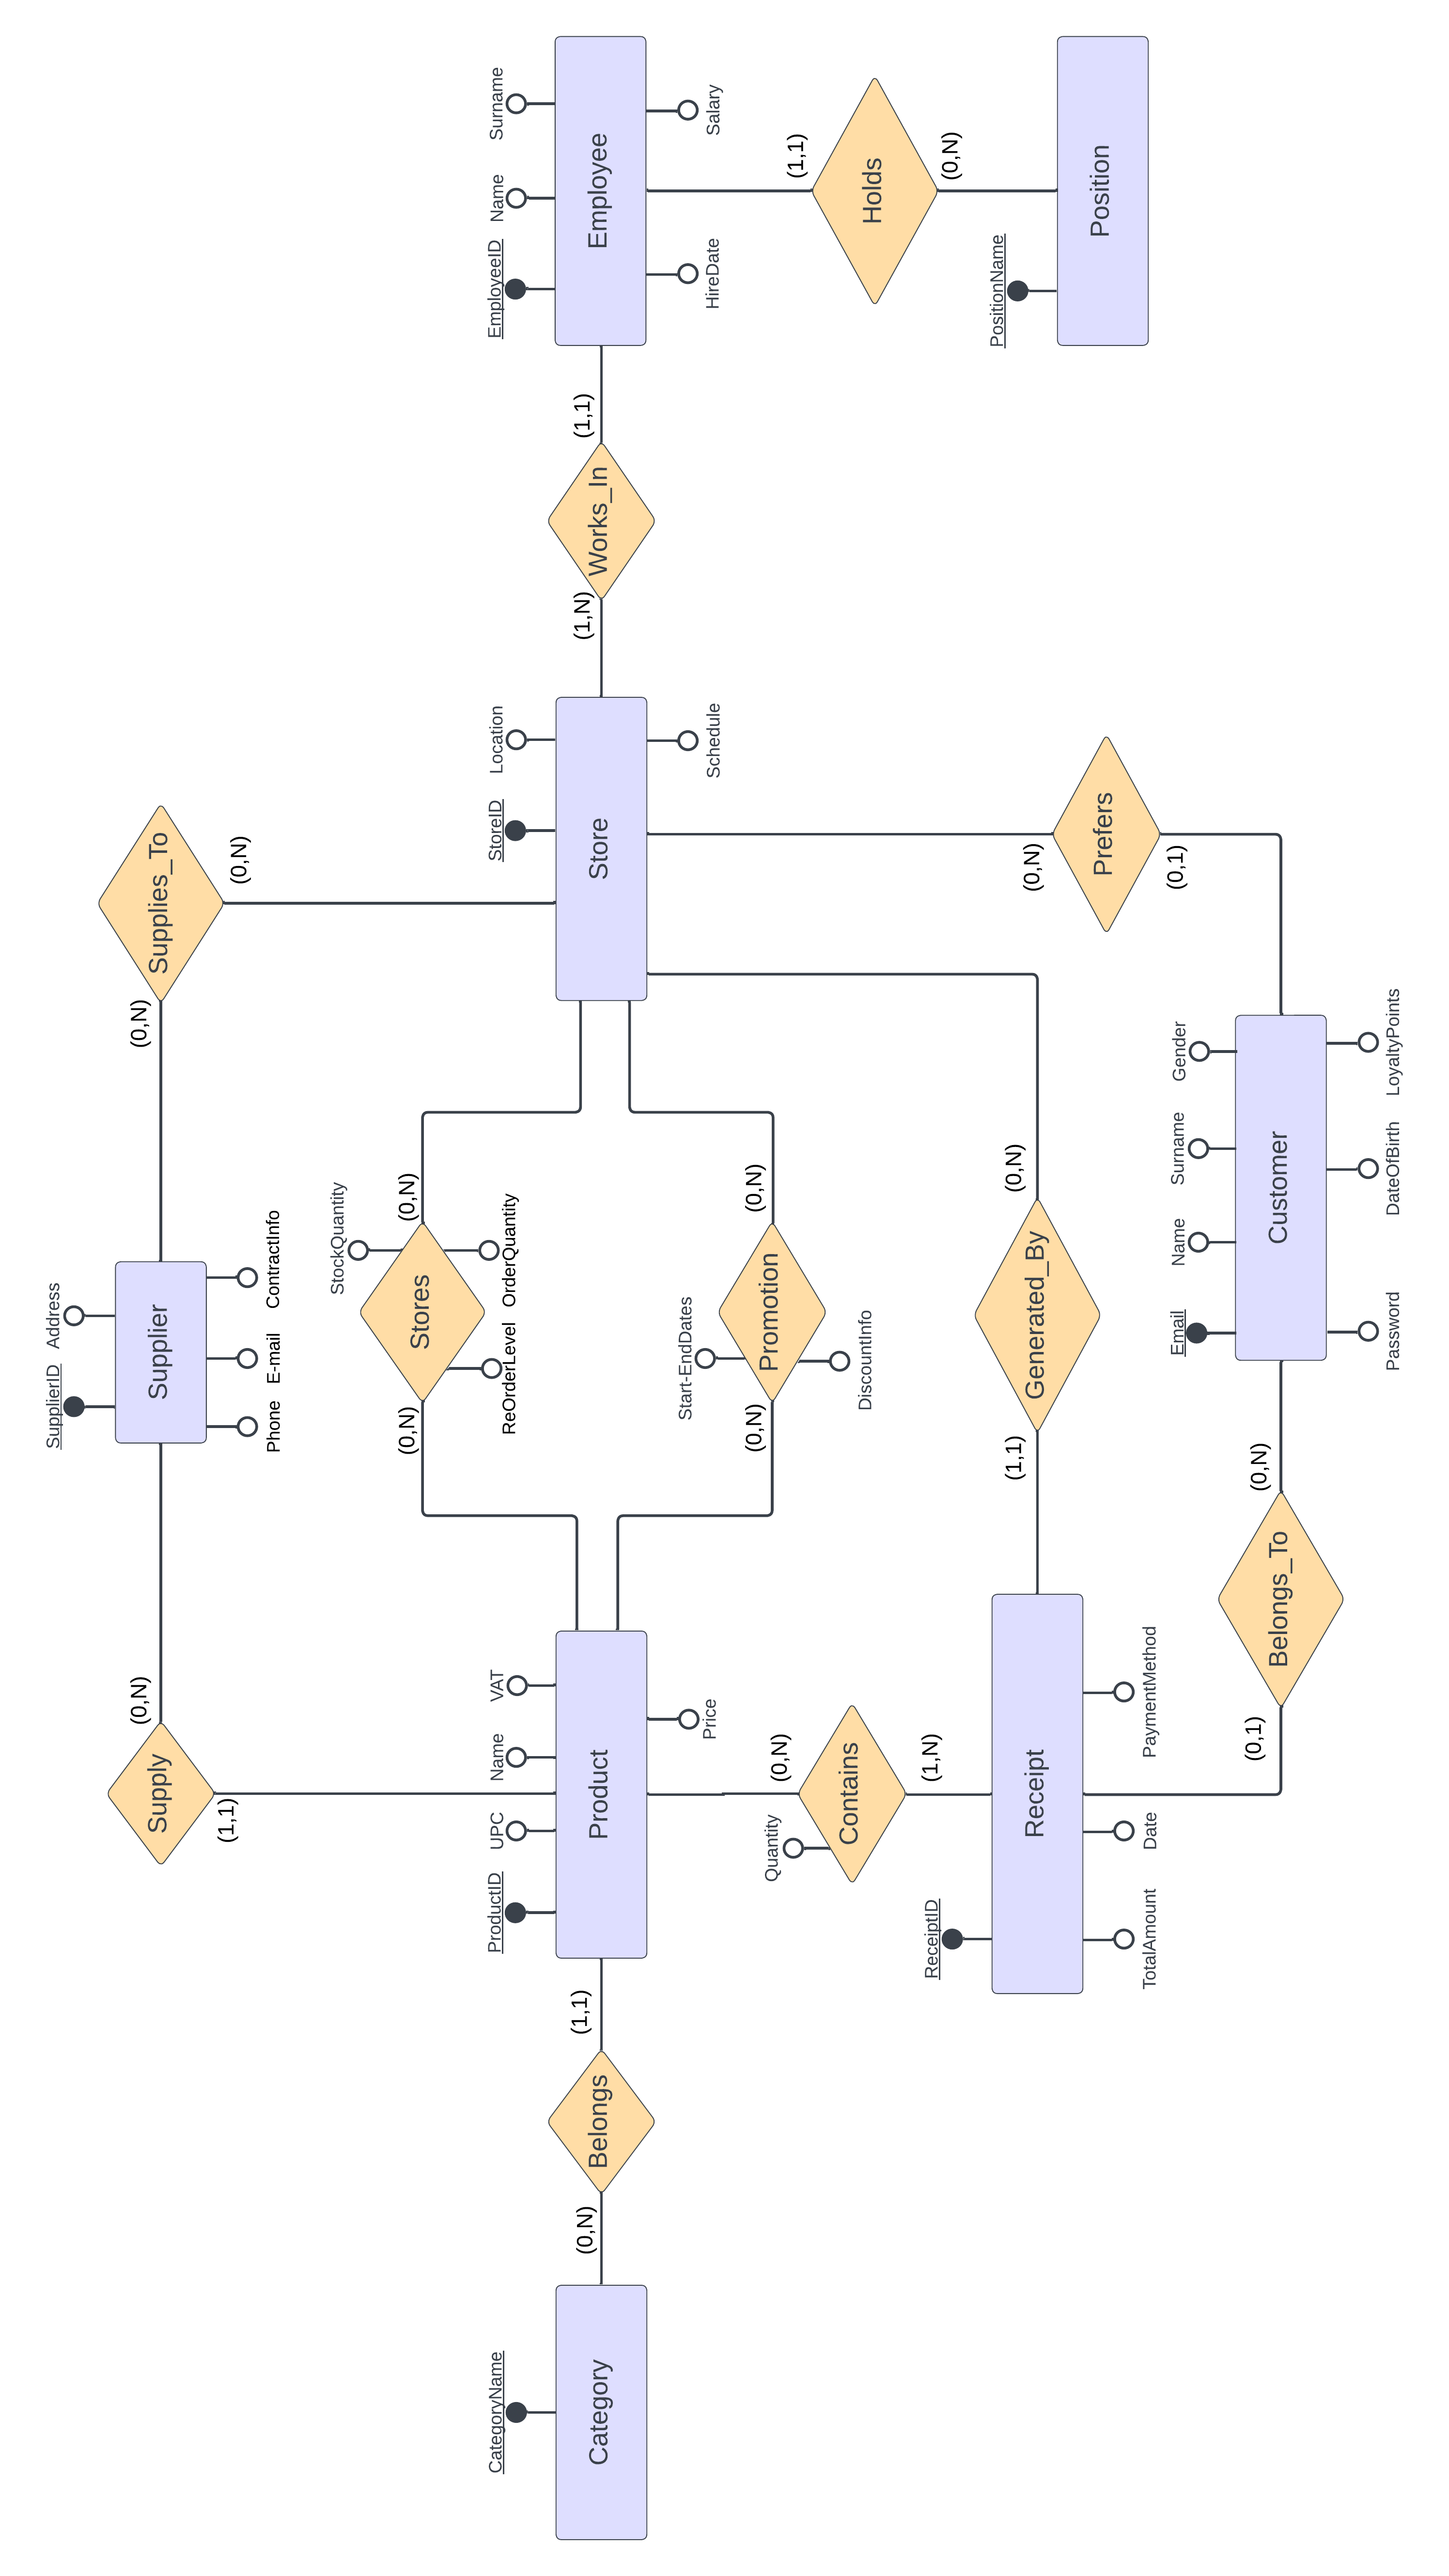 SupplierID
Address
(0,N)
(0,N)
Supply
Supplier
Supplies_To
(1,1)
(0,N)
Phone
E-mail
ContractInfo
StockQuantity
(0,N)
(0,N)
Stores
ReOrderLevel
OrderQuantity
CategoryName
ProductID
UPC
Name
VAT
StoreID
Location
EmployeeID
Name
Surname
(0,N)
(1,1)
(1,N)
(1,1)
Category
Belongs
Product
Store
Works_In
Employee
Start-EndDates
Price
Schedule
HireDate
Salary
(0,N)
(0,N)
Promotion
Quantity
(0,N)
(1,1)
Contains
DiscountInfo
Holds
(1,N)
(0,N)
ReceiptID
PositionName
(1,1)
(0,N)
(0,N)
Receipt
Generated_By
Prefers
Position
TotalAmount
Date
PaymentMethod
Email
Name
Surname
Gender
(0,1)
(0,1)
(0,N)
Belongs_To
Customer
Password
DateOfBirth
LoyaltyPoints